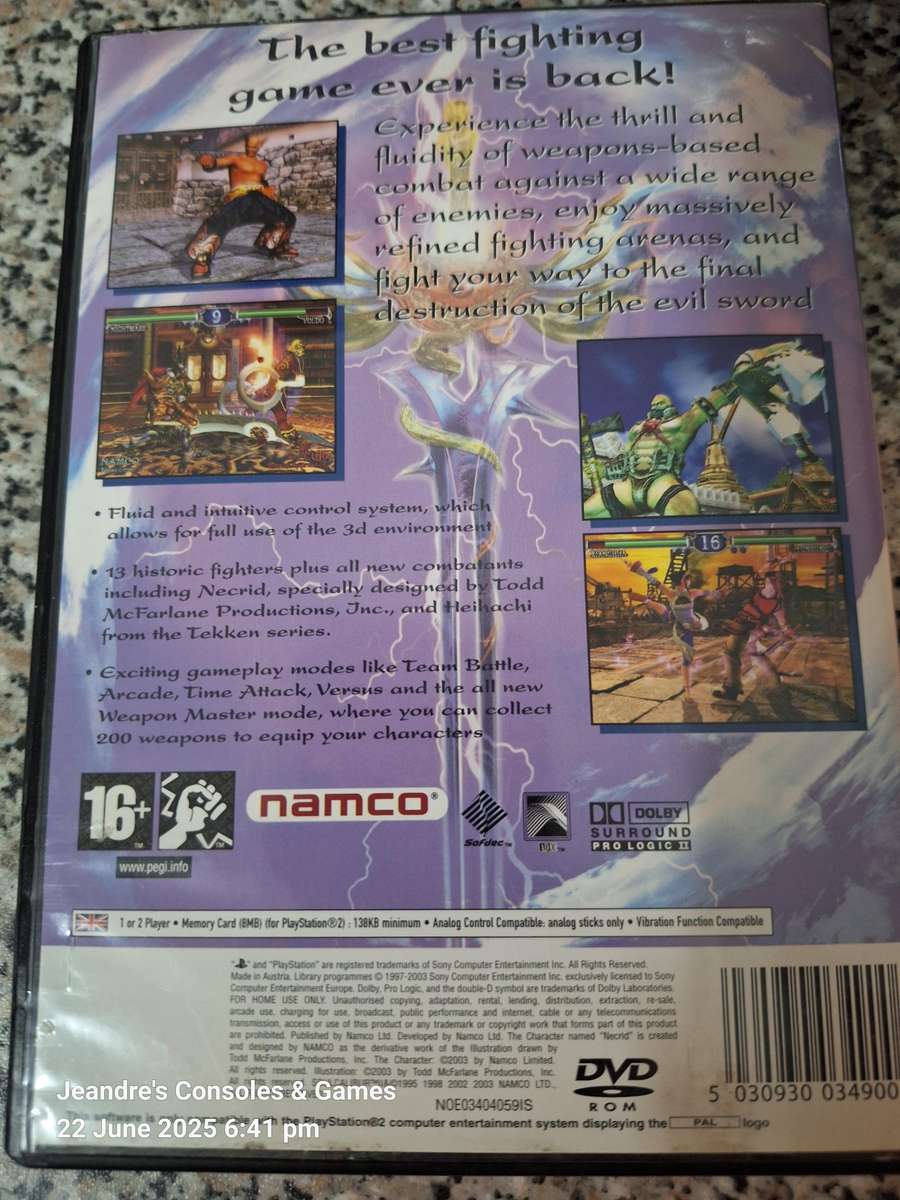 The best fighting
game ever is back!
Experience the thrill and
fluidity of weapons-based
combat against a wide range
of enemies, enjoy massively
refined fighting arenas, and
fight your way to the final
destruction of the evil sword
9
NIGHTMARE
VOLDO
NAMCO
16
• Fluid and intuitive control system, which
allows for full use of the 3d environment
• 13 historic fighters plus all new combatants
including Necrid, specially designed by Todd
McFarlane Productions, Inc., and Heihachi
from the Tekken series.
• Exciting gameplay modes like Team Battle,
Arcade, Time Attack, Versus and the all new
Weapon Master mode, where you can collect
200 weapons to equip your characters
16+ TM
TM
www.pegi.info
namco®
Sofdec™
DOLBY
SURROUND
PRO LOGIC II
1 or 2 Player • Memory Card (8MB) (for PlayStation®2) : 138KB minimum • Analog Control Compatible: analog sticks only • Vibration Function Compatible
" " and "PlayStation" are registered trademarks of Sony Computer Entertainment Inc. All Rights Reserved.
Made in Austria. Library programmes © 1997-2003 Sony Computer Entertainment Inc. exclusively licensed to Sony
Computer Entertainment Europe. Dolby, Pro Logic, and the double-D symbol are trademarks of Dolby Laboratories.
FOR HOME USE ONLY. Unauthorised copying, adaptation, rental, lending, distribution, extraction, re-sale,
arcade use, charging for use, broadcast, public performance and internet, cable or any telecommunications
transmission, access or use of this product or any trademark or copyright work that forms part of this product
are prohibited. Published by Namco Ltd. Developed by Namco Ltd. The Character named "Necrid" is created
and designed by NAMCO as the derivative work of the Illustration drawn by
Todd McFarlane Productions, Inc. The Character: ©2003 by Namco Limited.
All rights reserved. Illustration: ©2003 by Todd McFarlane Productions, Inc.
1995 1998 2002 2003 NAMCO LTD.,
N0E03404059IS
DVD
ROM
5 030930 034900
This software is only compatible with the PlayStation®2 computer entertainment system displaying the PAL logo
Jeandre's Consoles & Games
22 June 2025 6:41 pm